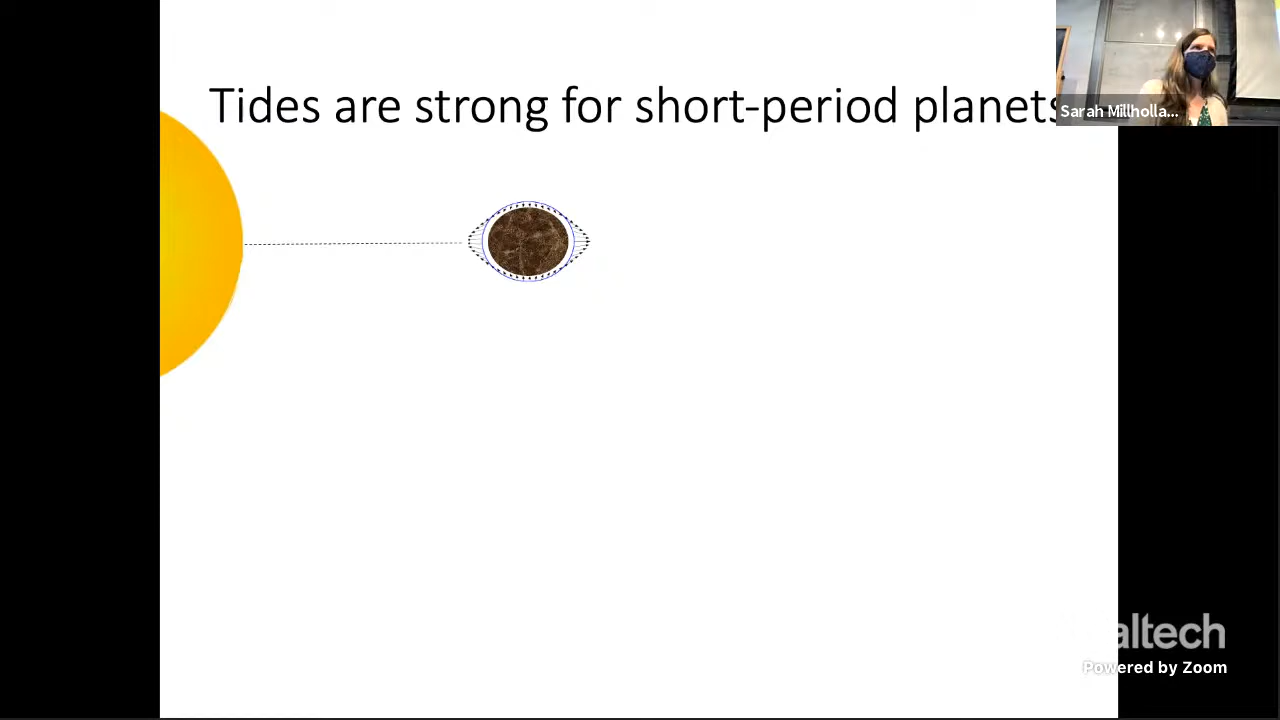 Tides are strong for short-period planets
Sarah Millholla...
altech
Powered by Zoom